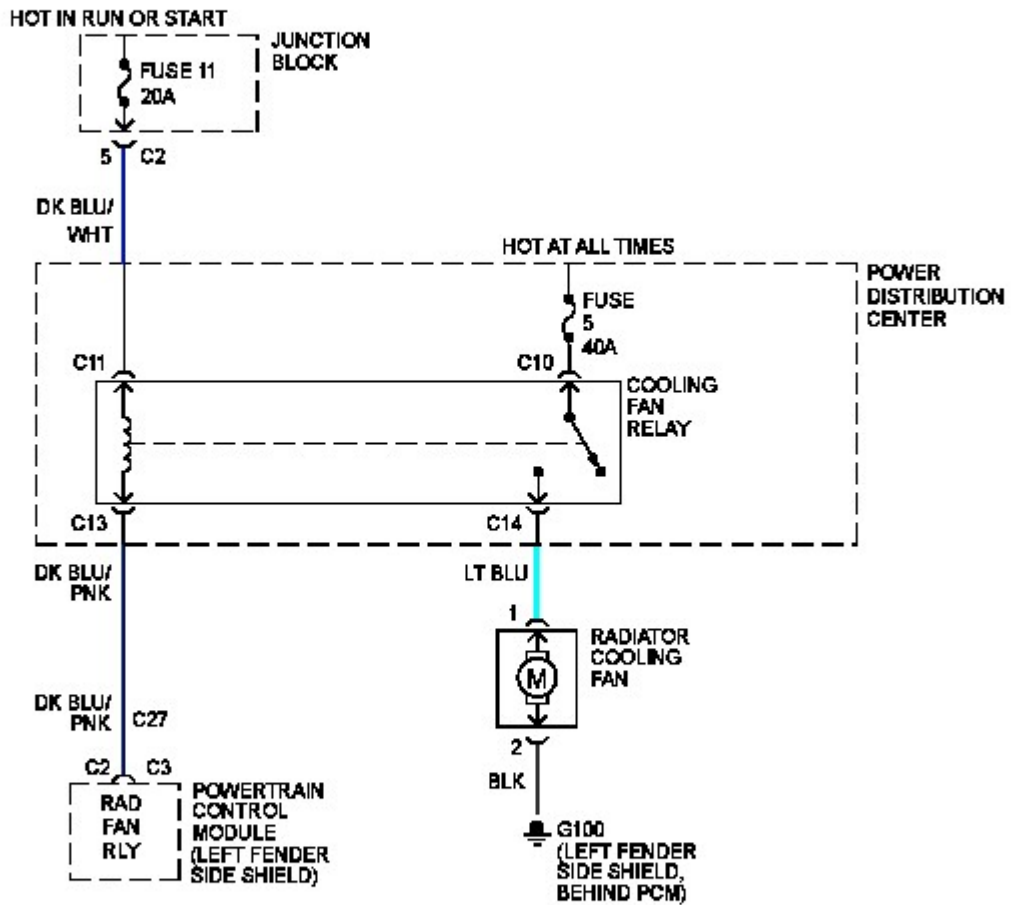 HOT IN RUN OR START
JUNCTION
BLOCK
FUSE 11
20A
5 C2
DK BLU/
WHT
HOT AT ALL TIMES
POWER
DISTRIBUTION
CENTER
FUSE
5
40A
C11
C10
COOLING
FAN
RELAY
C13
C14
DK BLU/
PNK
LT BLU
1
RADIATOR
COOLING
FAN
M
DK BLU/
PNK
C27
2
BLK
C2 C3
RAD
FAN
RLY
POWERTRAIN
CONTROL
MODULE
(LEFT FENDER
SIDE SHIELD)
G100
(LEFT FENDER
SIDE SHIELD,
BEHIND PCM)